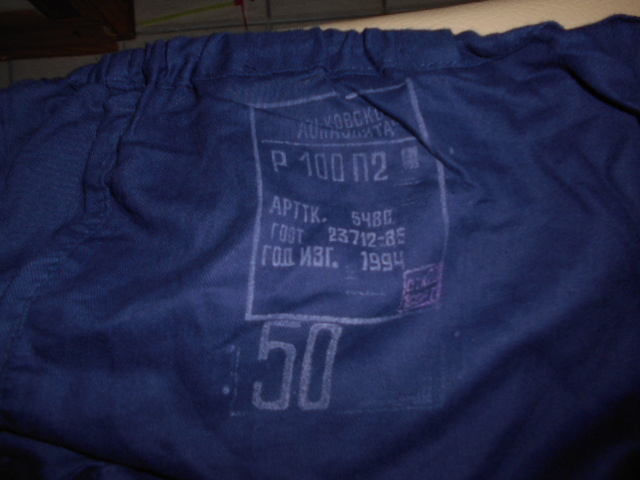 Р 100 П2
АРТТК. 5480
ГОСТ 23712-85
ГОД ИЗГ. 1994
50